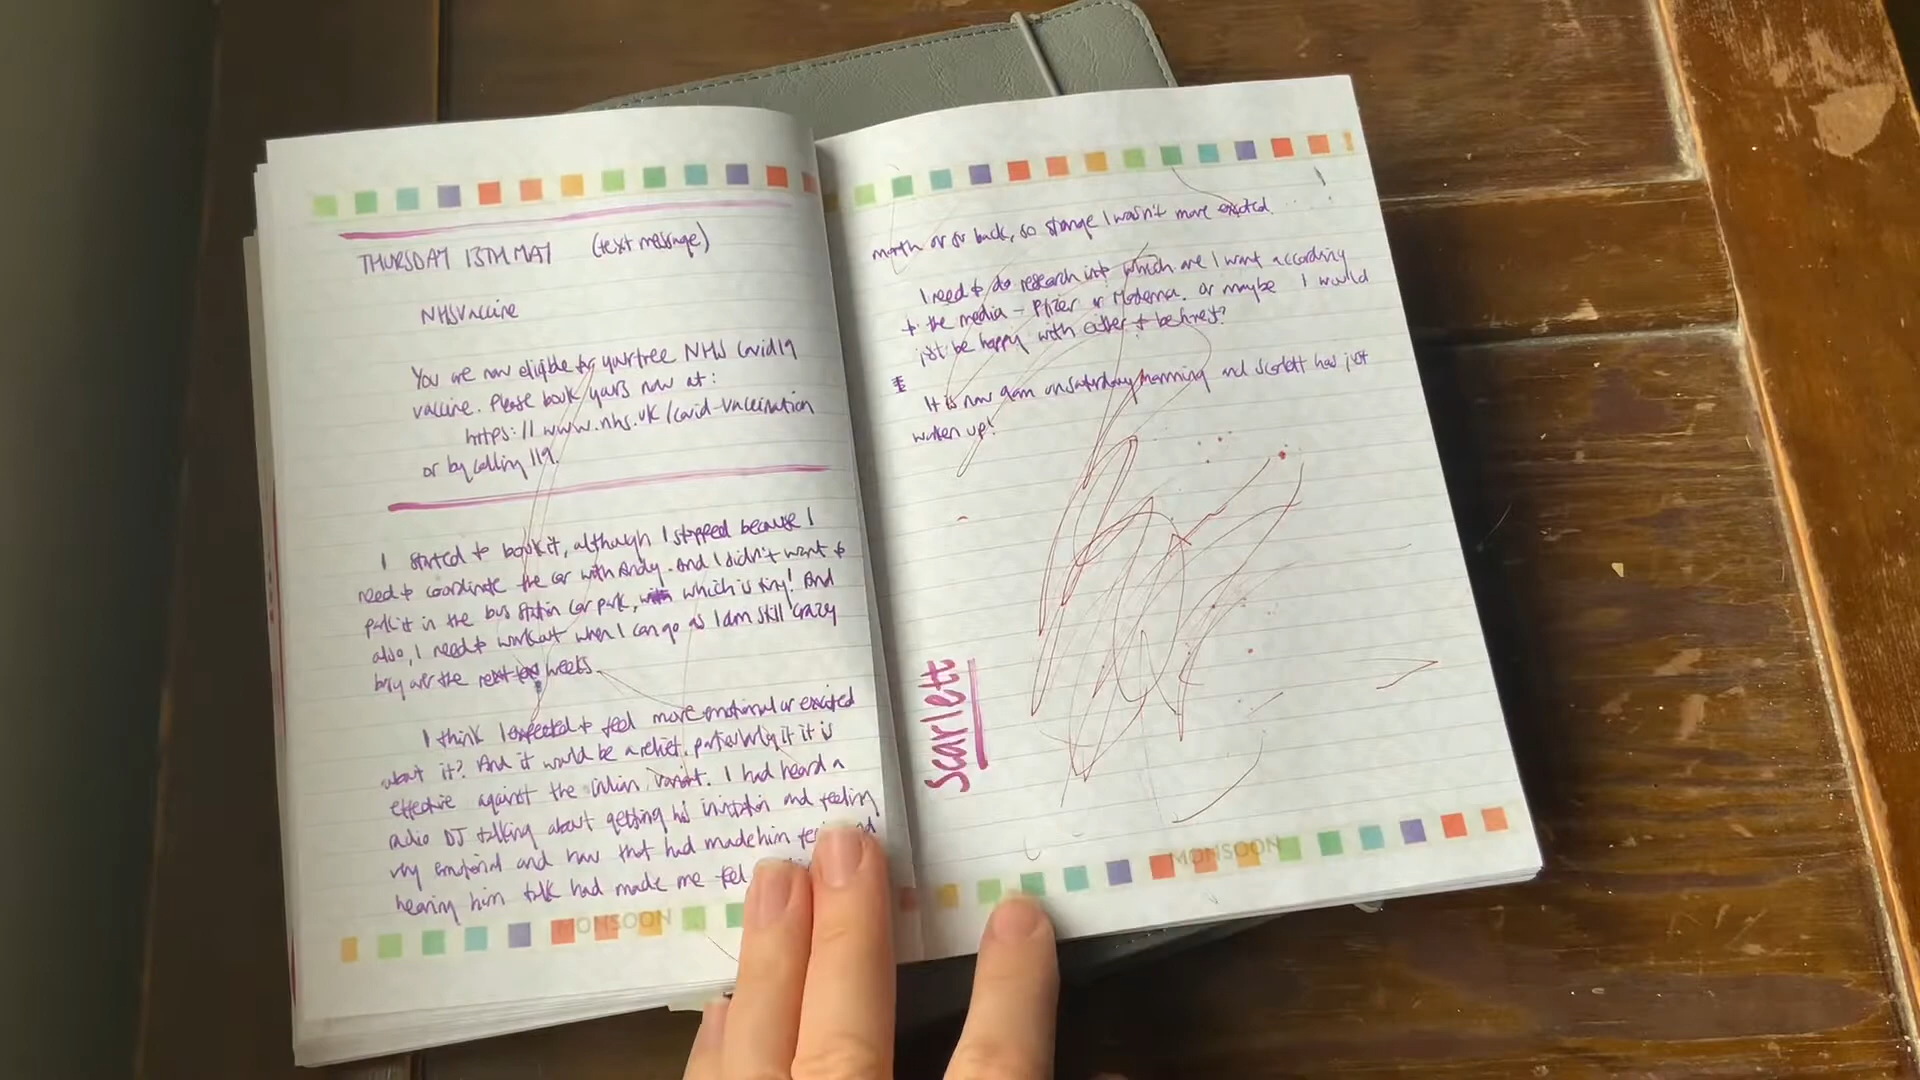 THURSDAY 13TH MAY (text message)
NHSVaccine
You are now eligible for your free NHS Covid19
vaccine. Please book yours now at:
https://www.nhs.uk/covid-vaccination
or by calling 119.
I started to book it, although I stopped because I
need to coordinate the car with Andy. And I didn't want to
park it in the bus station car park, which is tiny! And
also, I need to work out when I can go as I am still crazy
busy over the next weeks.
I think I expected to feel more emotional or excited
about it? And it would be a relief, particularly if it is
effective against the Indian variant. I had heard a
radio DJ talking about getting his invitation and feeling
very emotional and how that had made him
hearing him talk had made me feel
MONSOON
month or so back, so strange I wasn't more excited.
I need to do research into which one I want according
to the media - Pfizer or Moderna. or maybe I would
just be happy with either to be honest?
It is now 9am on Saturday morning and Scarlett has just
woken up!
Scarlett
MONSOON